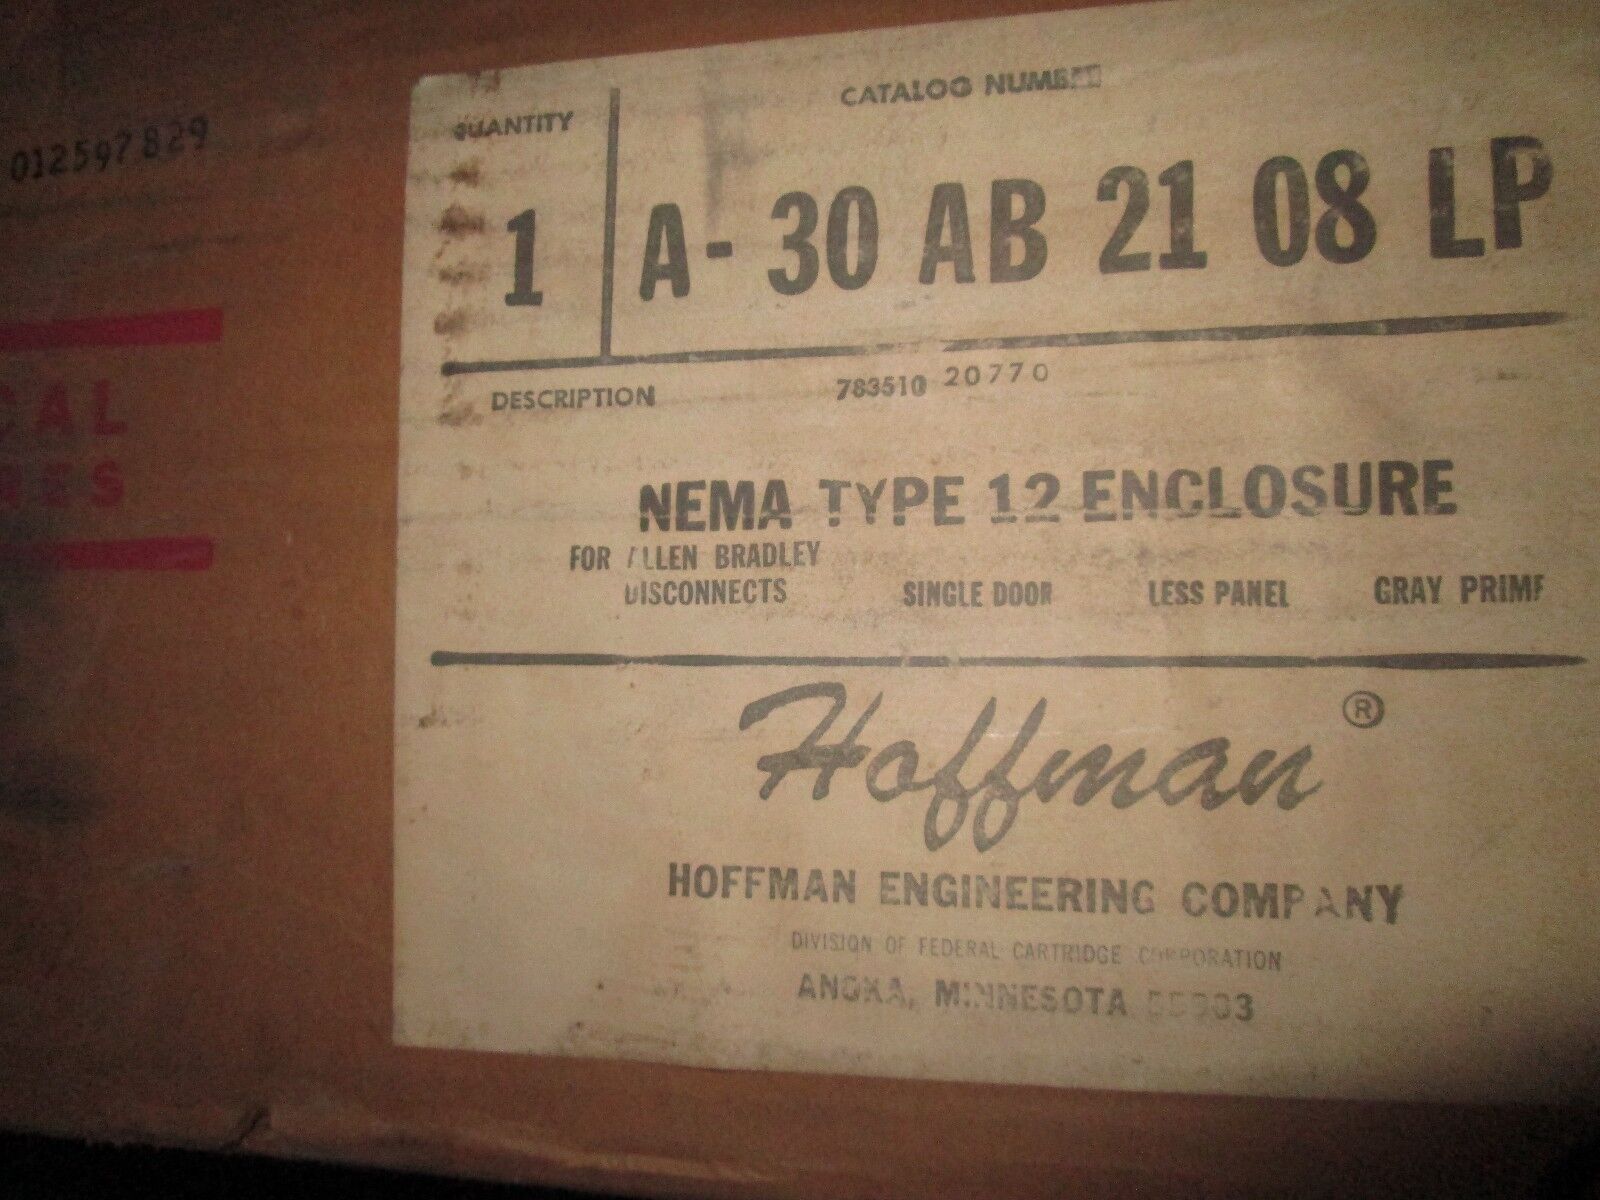 012597829
CAL
RES
QUANTITY
CATALOG NUMBER
1
A-30 AB 21 08 LP
DESCRIPTION
783510 20770
NEMA TYPE 12 ENCLOSURE
FOR ALLEN BRADLEY
DISCONNECTS SINGLE DOOR LESS PANEL GRAY PRIME
Hoffman ®
HOFFMAN ENGINEERING COMPANY
DIVISION OF FEDERAL CARTRIDGE CORPORATION
ANOKA, MINNESOTA